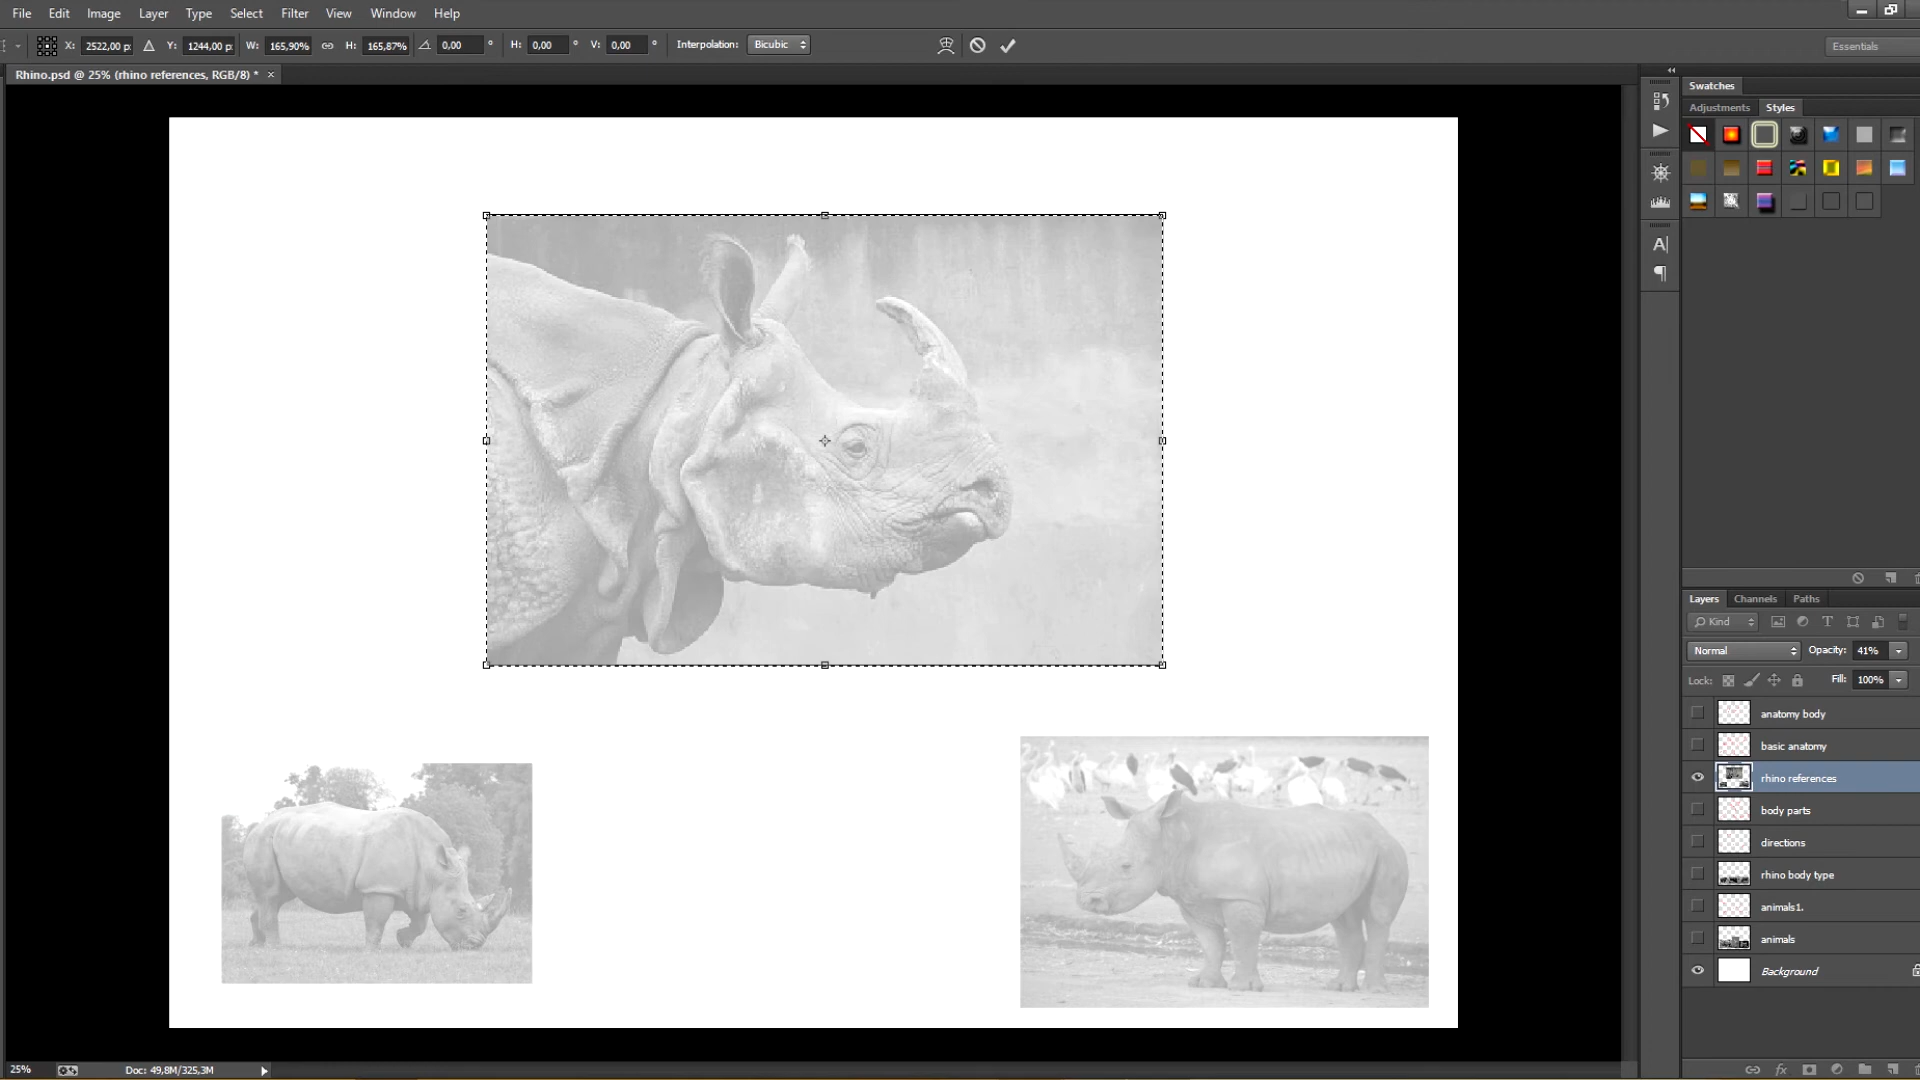 File Edit Image Layer Type Select Filter View Window Help
X: 2522,00 p: Y: 1244,00 p: W: 165,90% H: 165,87% 0,00 ° H: 0,00 ° V: 0,00 ° Interpolation: Bicubic Essentials
Rhino.psd @ 25% (rhino references, RGB/8) * ×
Swatches
Adjustments Styles
A|
¶
Layers Channels Paths
Kind T
Normal Opacity: 41%
Lock: Fill: 100%
anatomy body
basic anatomy
rhino references
body parts
directions
rhino body type
animals1.
animals
Background
25% Doc: 49,8M/325,3M
fx